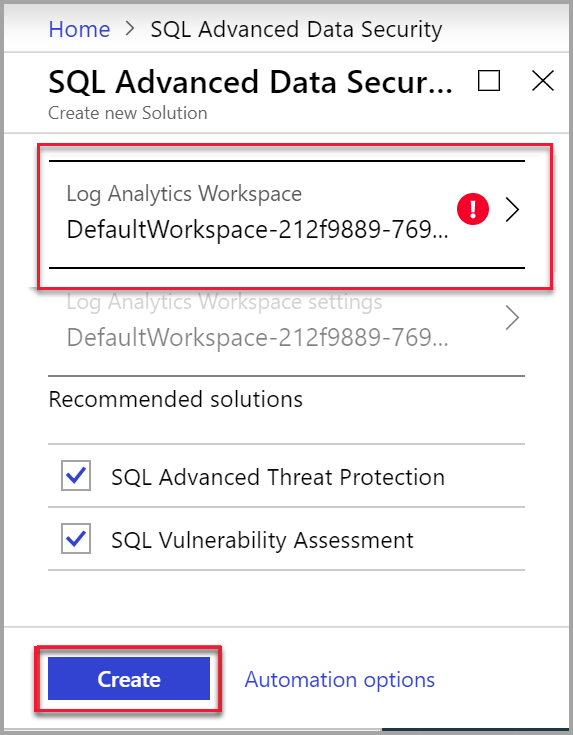 Home > SQL Advanced Data Security
SQL Advanced Data Secur...
Create new Solution
Log Analytics Workspace
DefaultWorkspace-212f9889-769...
Log Analytics Workspace settings
DefaultWorkspace-212f9889-769...
Recommended solutions
SQL Advanced Threat Protection
SQL Vulnerability Assessment
Create
Automation options